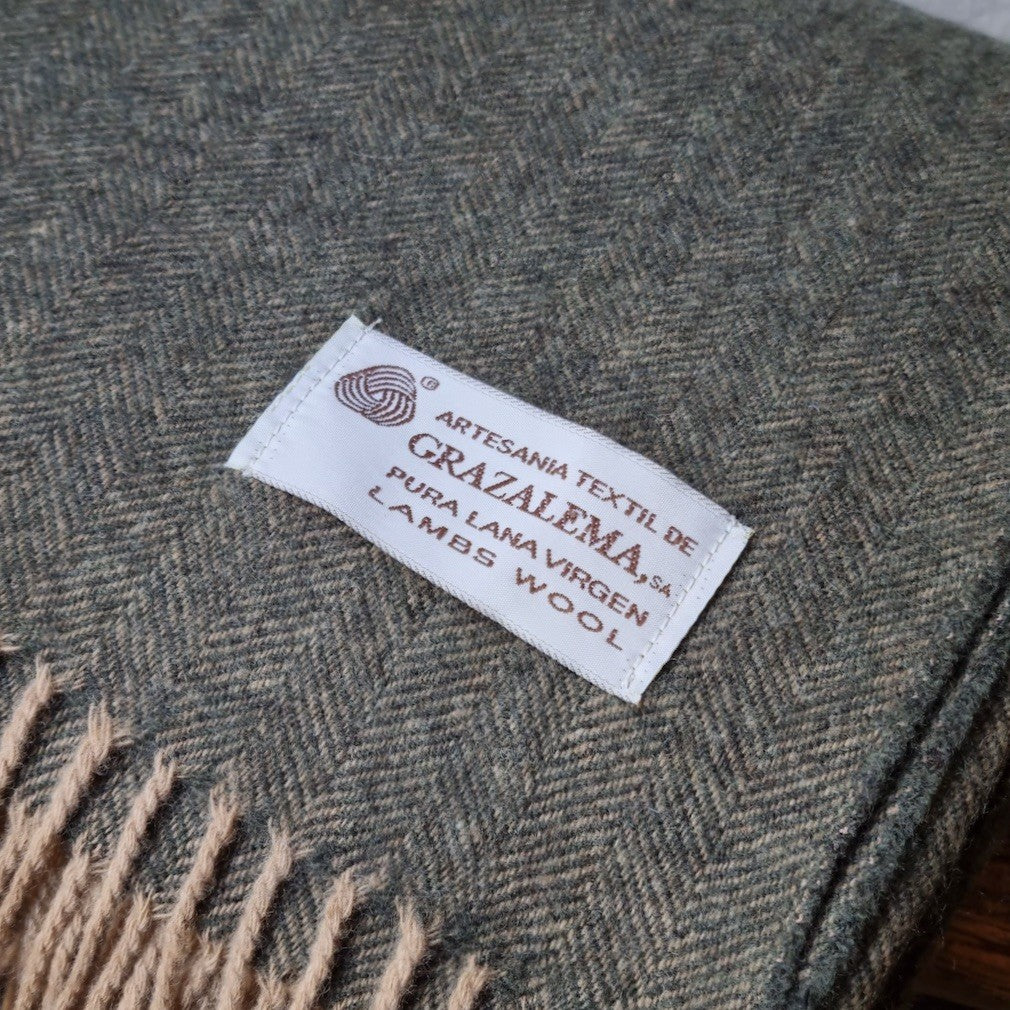 ARTESANIA TEXTIL DE
GRAZALEMA, SA
PURA LANA VIRGEN
LAMBS WOOL